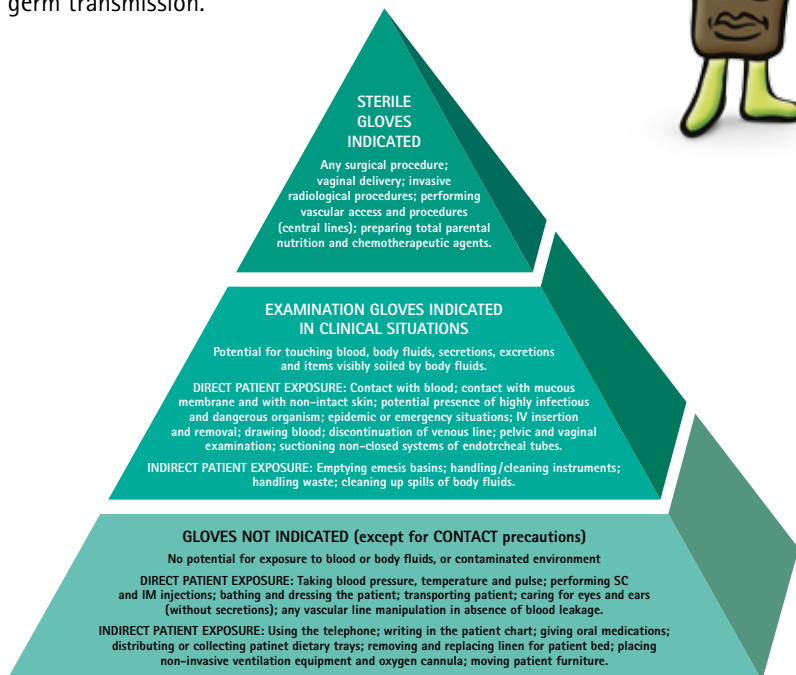 germ transmission.
STERILE
GLOVES
INDICATED
Any surgical procedure;
vaginal delivery; invasive
radiological procedures; performing
vascular access and procedures
(central lines); preparing total parental
nutrition and chemotherapeutic agents.
EXAMINATION GLOVES INDICATED
IN CLINICAL SITUATIONS
Potential for touching blood, body fluids, secretions, excretions
and items visibly soiled by body fluids.
DIRECT PATIENT EXPOSURE: Contact with blood; contact with mucous
membrane and with non-intact skin; potential presence of highly infectious
and dangerous organism; epidemic or emergency situations; IV insertion
and removal; drawing blood; discontinuation of venous line; pelvic and vaginal
examination; suctioning non-closed systems of endotrcheal tubes.
INDIRECT PATIENT EXPOSURE: Emptying emesis basins; handling/cleaning instruments;
handling waste; cleaning up spills of body fluids.
GLOVES NOT INDICATED (except for CONTACT precautions)
No potential for exposure to blood or body fluids, or contaminated environment
DIRECT PATIENT EXPOSURE: Taking blood pressure, temperature and pulse; performing SC
and IM injections; bathing and dressing the patient; transporting patient; caring for eyes and ears
(without secretions); any vascular line manipulation in absence of blood leakage.
INDIRECT PATIENT EXPOSURE: Using the telephone; writing in the patient chart; giving oral medications;
distributing or collecting patinet dietary trays; removing and replacing linen for patient bed; placing
non-invasive ventilation equipment and oxygen cannula; moving patient furniture.